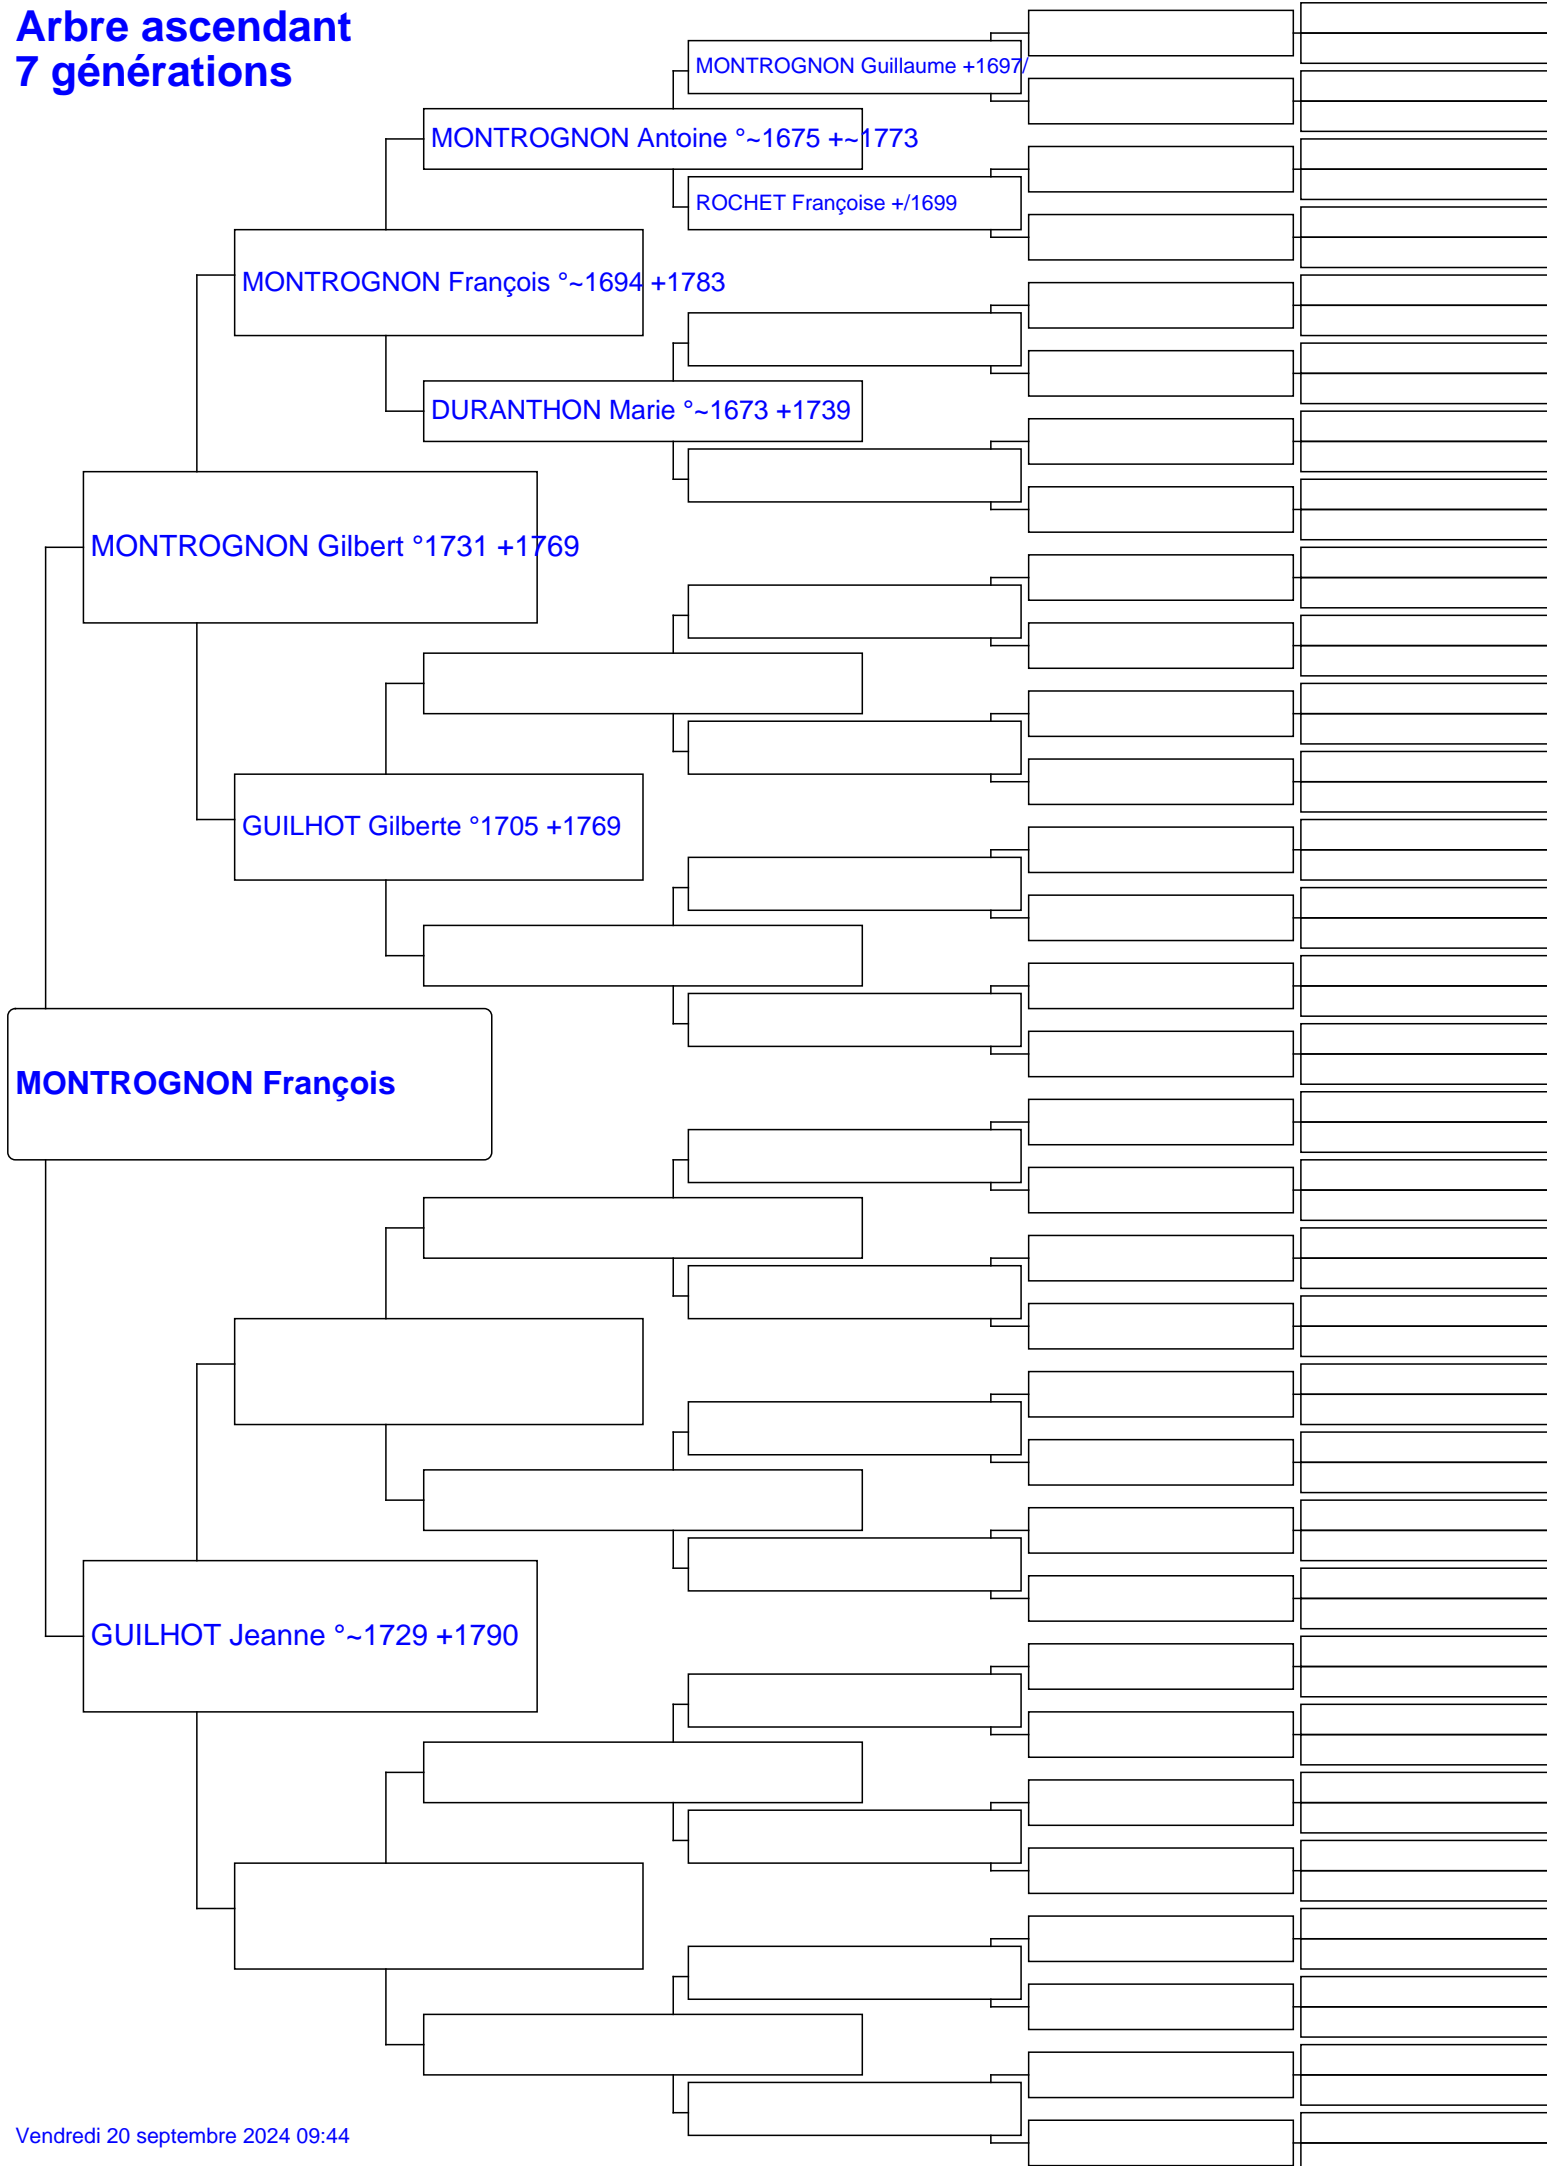 Arbre ascendant
7 générations
MONTROGNON Guillaume +1697/
MONTROGNON Antoine °~1675 +~1773
ROCHET Françoise +/1699
MONTROGNON François °~1694 +1783
DURANTHON Marie °~1673 +1739
MONTROGNON Gilbert °1731 +1769
GUILHOT Gilberte °1705 +1769
MONTROGNON François
GUILHOT Jeanne °~1729 +1790
Vendredi 20 septembre 2024 09:44